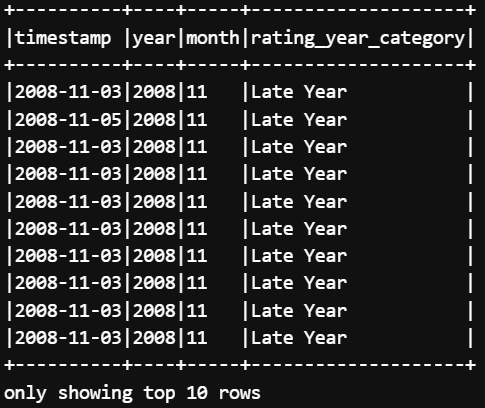 +----------+----+-----+--------------------+
|timestamp |year|month|rating_year_category|
+----------+----+-----+--------------------+
|2008-11-03|2008|11   |Late Year           |
|2008-11-05|2008|11   |Late Year           |
|2008-11-03|2008|11   |Late Year           |
|2008-11-03|2008|11   |Late Year           |
|2008-11-03|2008|11   |Late Year           |
|2008-11-03|2008|11   |Late Year           |
|2008-11-03|2008|11   |Late Year           |
|2008-11-03|2008|11   |Late Year           |
|2008-11-03|2008|11   |Late Year           |
|2008-11-03|2008|11   |Late Year           |
+----------+----+-----+--------------------+
only showing top 10 rows